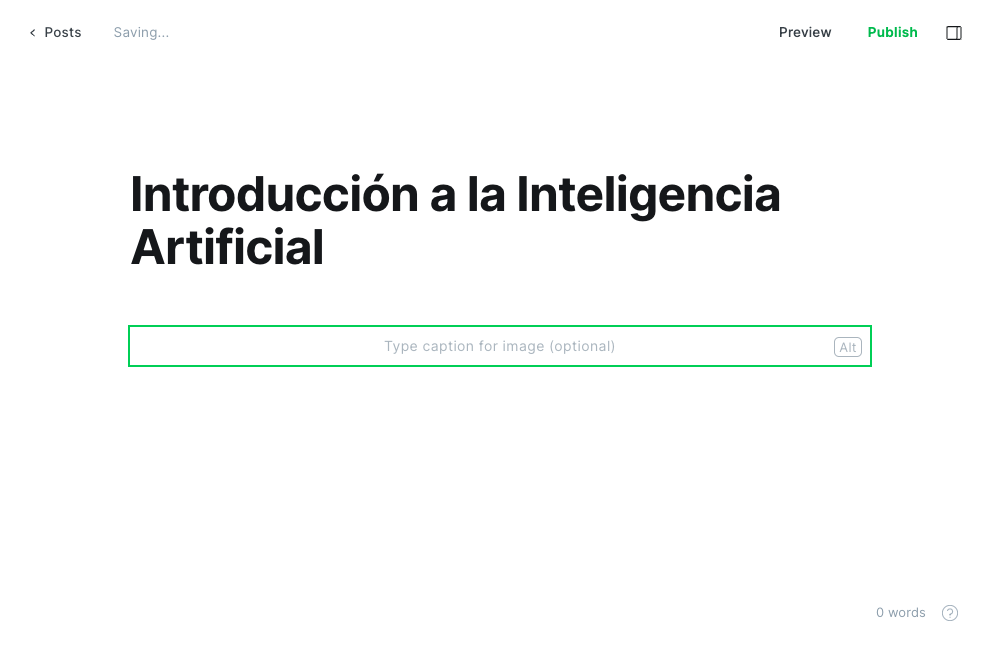 Posts
Saving...
Preview
Publish
Introducción a la Inteligencia
Artificial
Type caption for image (optional)
Alt
0 words
?